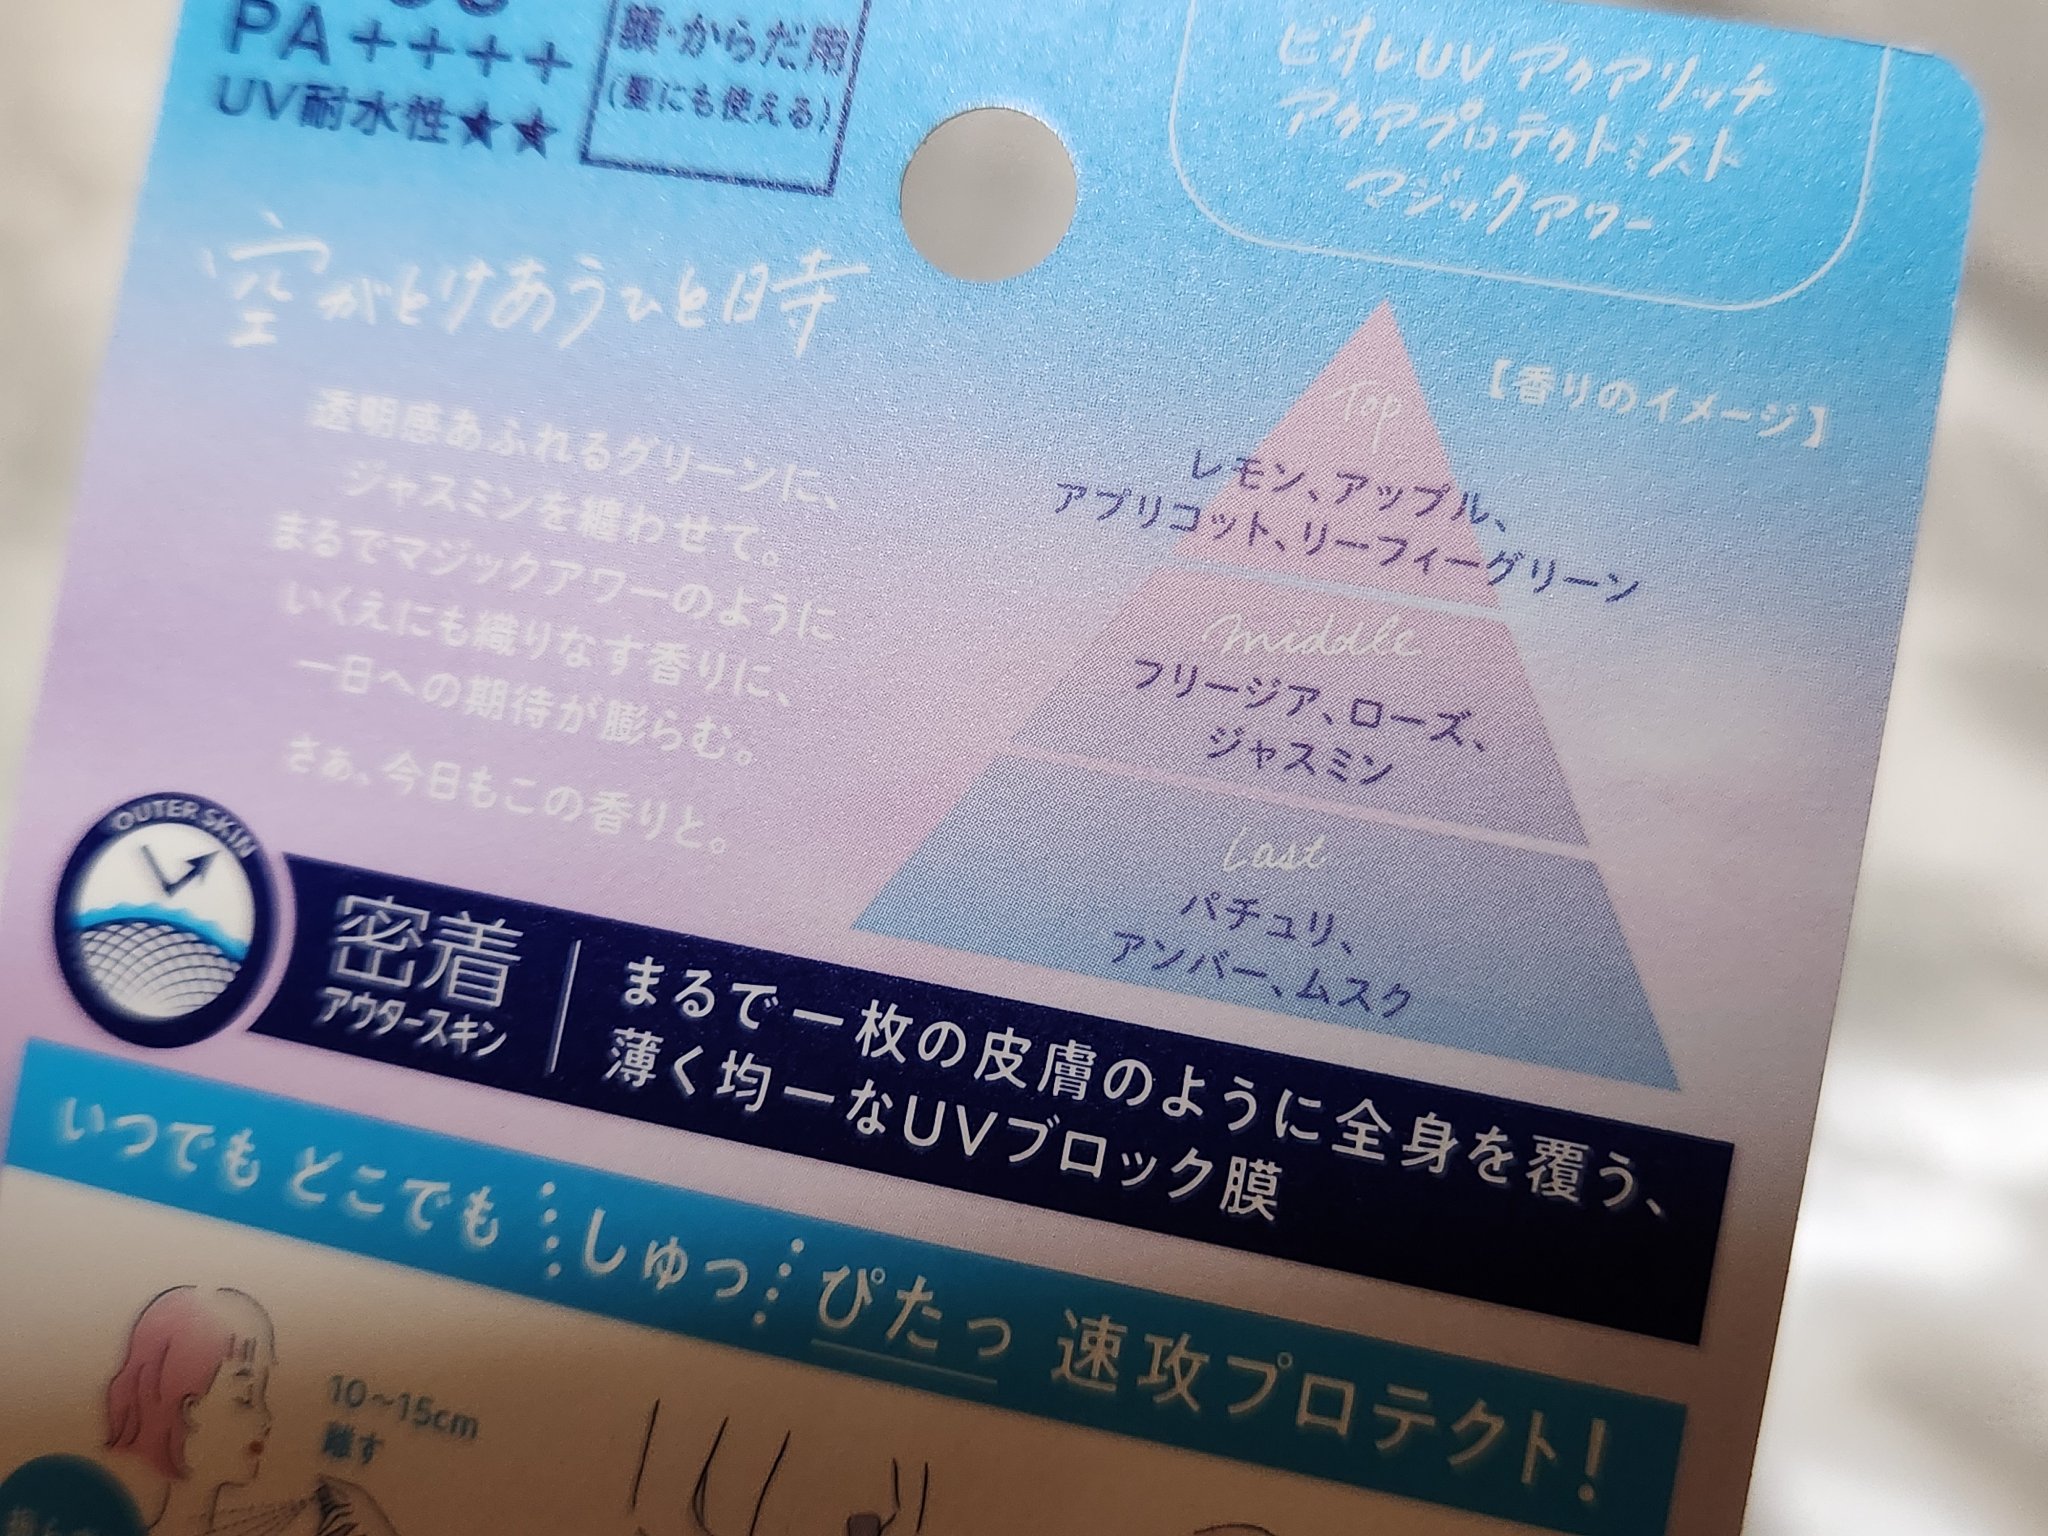 PA++++
UV耐水性★★
顔・からだ用
(髪にも使える)
ビオレUV アクアリッチ
アクアプロテクトミスト
マジックアワー
空がとけあうひと時
透明感あふれるグリーンに、
ジャスミンを纏わせて。
まるでマジックアワーのように
いくえにも織りなす香りに、
一日への期待が膨らむ。
さぁ、今日もこの香りと。
【香りのイメージ】
Top
レモン、アップル、
アプリコット、リーフィーグリーン
Middle
フリージア、ローズ、
ジャスミン
Last
パチュリ、
アンバー、ムスク
OUTER SKIN
密着
アウタースキン
まるで一枚の皮膚のように全身を覆う、
薄く均一なUVブロック膜
いつでも どこでも しゅっ ぴたっ 速攻プロテクト!
10〜15cm
離す